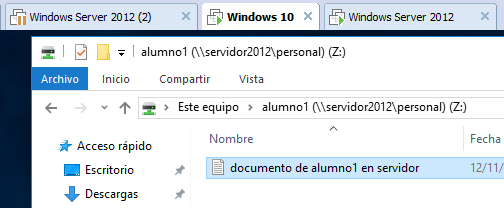 Windows Server 2012 (2) Windows 10 Windows Server 2012
alumno1 (\\servidor2012\personal) (Z:)
Archivo Inicio Compartir Vista
Este equipo > alumno1 (\\servidor2012\personal) (Z:)
Nombre Fecha
Acceso rápido
documento de alumno1 en servidor 12/11/
Escritorio
Descargas